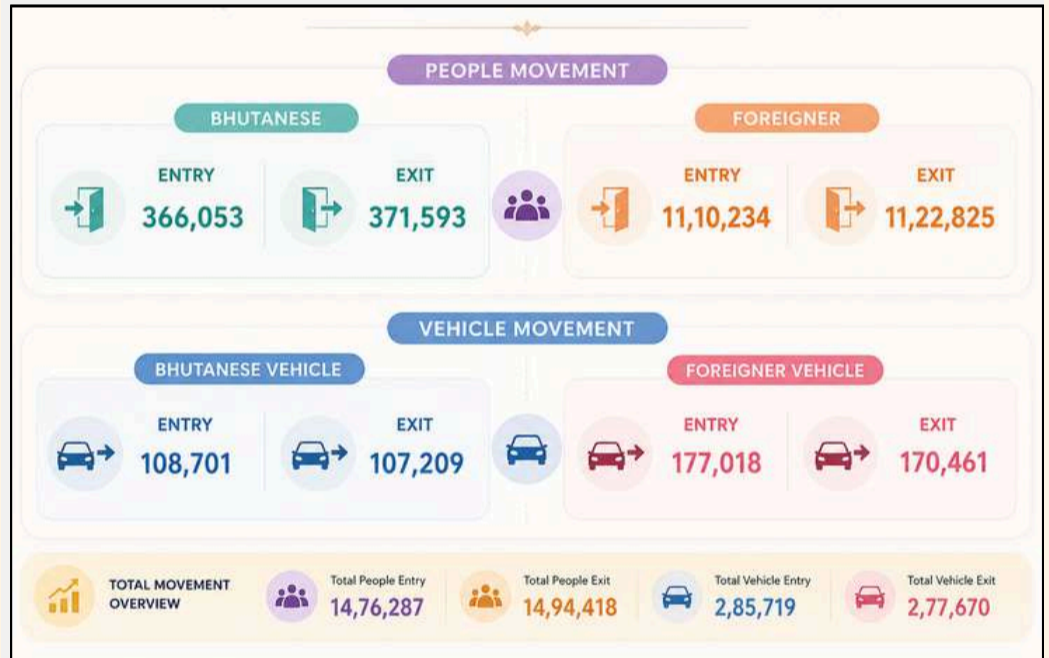 PEOPLE MOVEMENT
BHUTANESE
ENTRY
366,053
EXIT
371,593
FOREIGNER
ENTRY
11,10,234
EXIT
11,22,825
VEHICLE MOVEMENT
BHUTANESE VEHICLE
ENTRY
108,701
EXIT
107,209
FOREIGNER VEHICLE
ENTRY
177,018
EXIT
170,461
TOTAL MOVEMENT
OVERVIEW
Total People Entry
14,76,287
Total People Exit
14,94,418
Total Vehicle Entry
2,85,719
Total Vehicle Exit
2,77,670